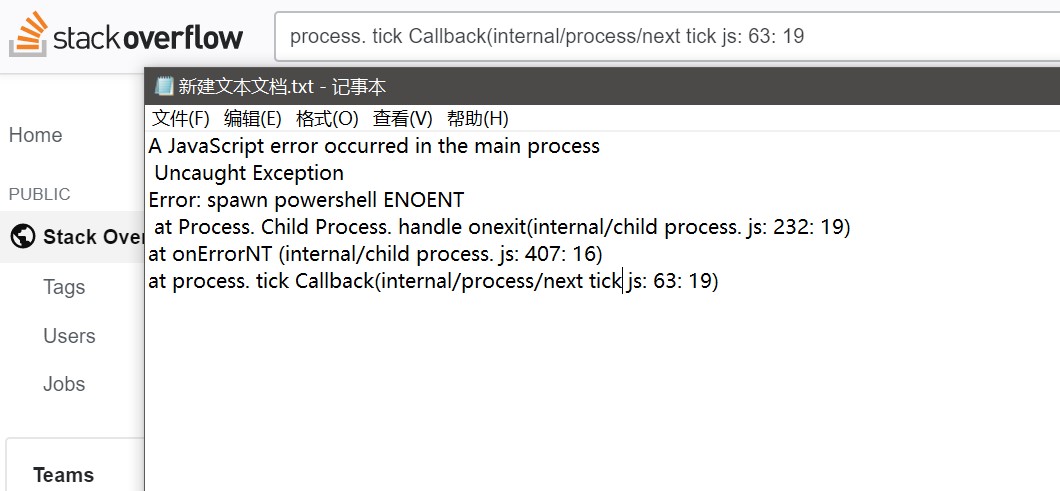 stackoverflow
process. tick Callback(internal/process/next tick js: 63: 19
新建文本文档.txt - 记事本
文件(F) 编辑(E) 格式(O) 查看(V) 帮助(H)
A JavaScript error occurred in the main process
Uncaught Exception
Error: spawn powershell ENOENT
at Process. Child Process. handle onexit(internal/child process. js: 232: 19)
at onErrorNT (internal/child process. js: 407: 16)
at process. tick Callback(internal/process/next tick js: 63: 19)
Home
PUBLIC
Stack Over
Tags
Users
Jobs
Teams